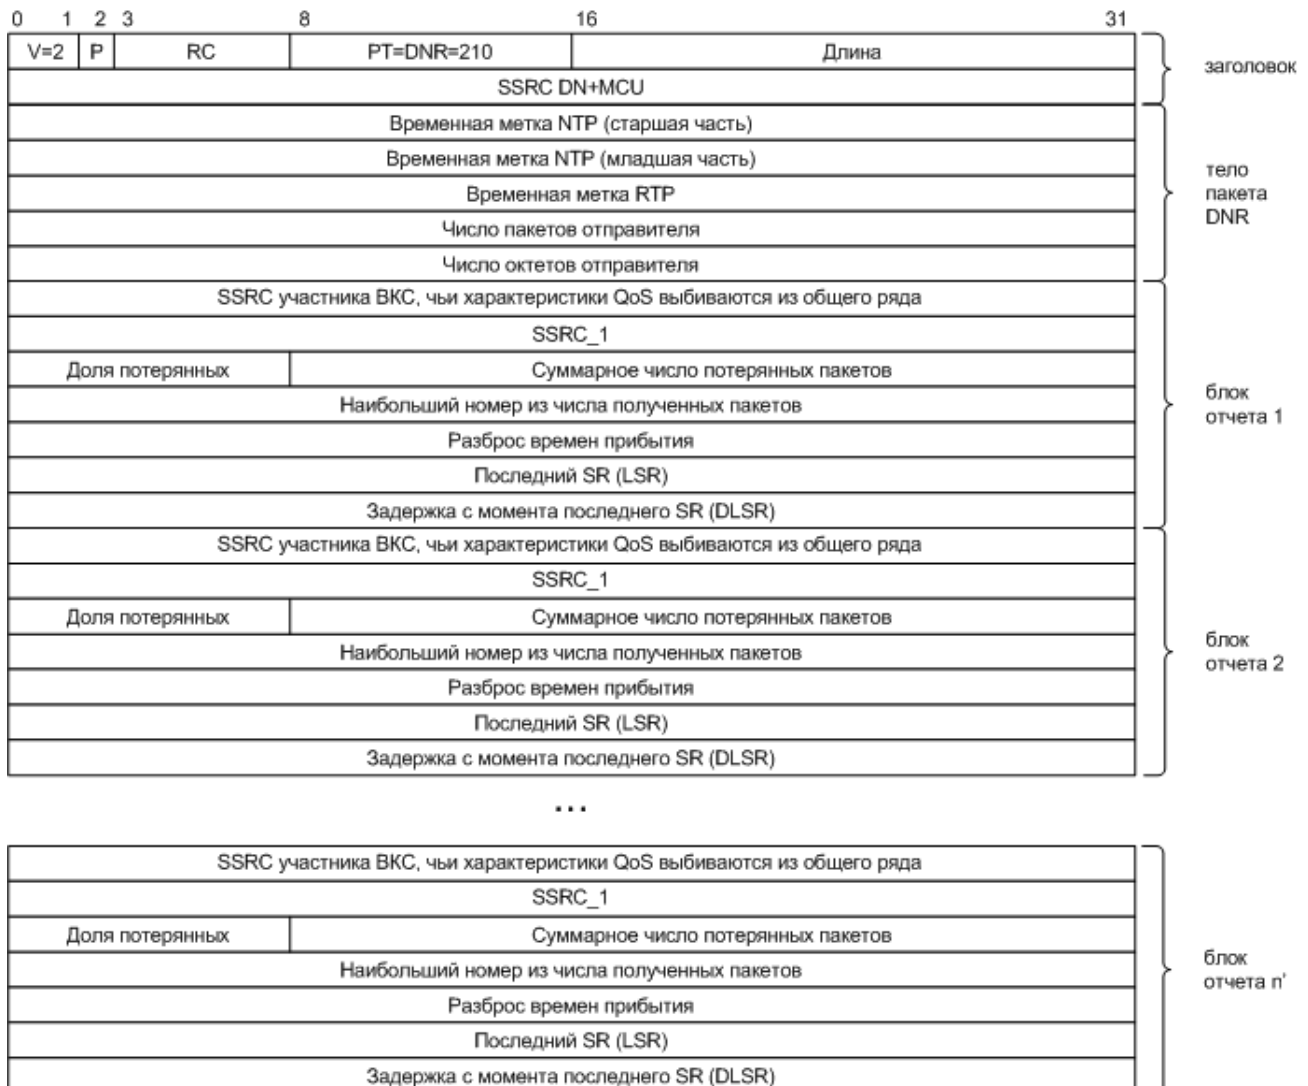 0 1 2 3 8 16 31
V=2 P RC PT=DNR=210 Длина
заголовок
SSRC DN+MCU
Временная метка NTP (старшая часть)
Временная метка NTP (младшая часть)
Временная метка RTP
Число пакетов отправителя
Число октетов отправителя
тело
пакета
DNR
SSRC участника ВКС, чьи характеристики QoS выбиваются из общего ряда
SSRC_1
Доля потерянных Суммарное число потерянных пакетов
Наибольший номер из числа полученных пакетов
Разброс времен прибытия
Последний SR (LSR)
Задержка с момента последнего SR (DLSR)
блок
отчета 1
SSRC участника ВКС, чьи характеристики QoS выбиваются из общего ряда
SSRC_1
Доля потерянных Суммарное число потерянных пакетов
Наибольший номер из числа полученных пакетов
Разброс времен прибытия
Последний SR (LSR)
Задержка с момента последнего SR (DLSR)
блок
отчета 2
...
SSRC участника ВКС, чьи характеристики QoS выбиваются из общего ряда
SSRC_1
Доля потерянных Суммарное число потерянных пакетов
Наибольший номер из числа полученных пакетов
Разброс времен прибытия
Последний SR (LSR)
Задержка с момента последнего SR (DLSR)
блок
отчета n'